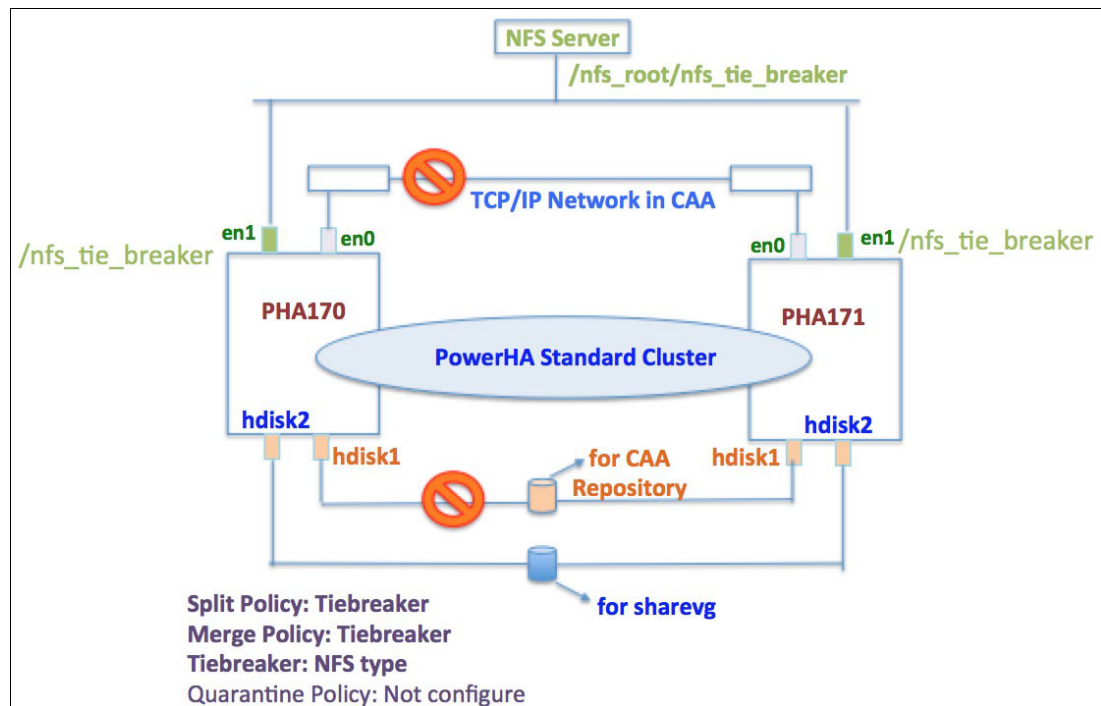 NFS Server
/nfs_root/nfs_tie_breaker
TCP/IP Network in CAA
en1
en0
en0
en1
/nfs_tie_breaker
/nfs_tie_breaker
PHA170
PHA171
PowerHA Standard Cluster
hdisk2
hdisk2
hdisk1
hdisk1
for CAA
Repository
for sharevg
Split Policy: Tiebreaker
Merge Policy: Tiebreaker
Tiebreaker: NFS type
Quarantine Policy: Not configure